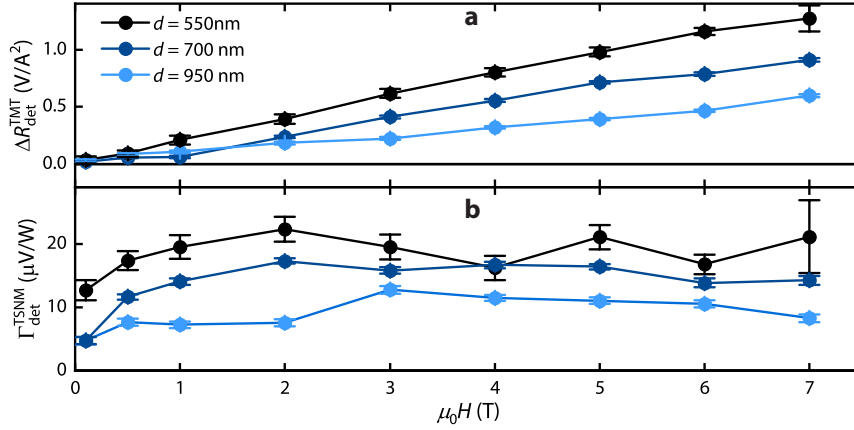 a
d = 550nm
d = 700 nm
d = 950 nm
ΔR_det^TMT (V/A²)
1.0
0.5
0.0
b
Γ_det^TSNM (μV/W)
20
10
0
0 1 2 3 4 5 6 7
μ₀H (T)